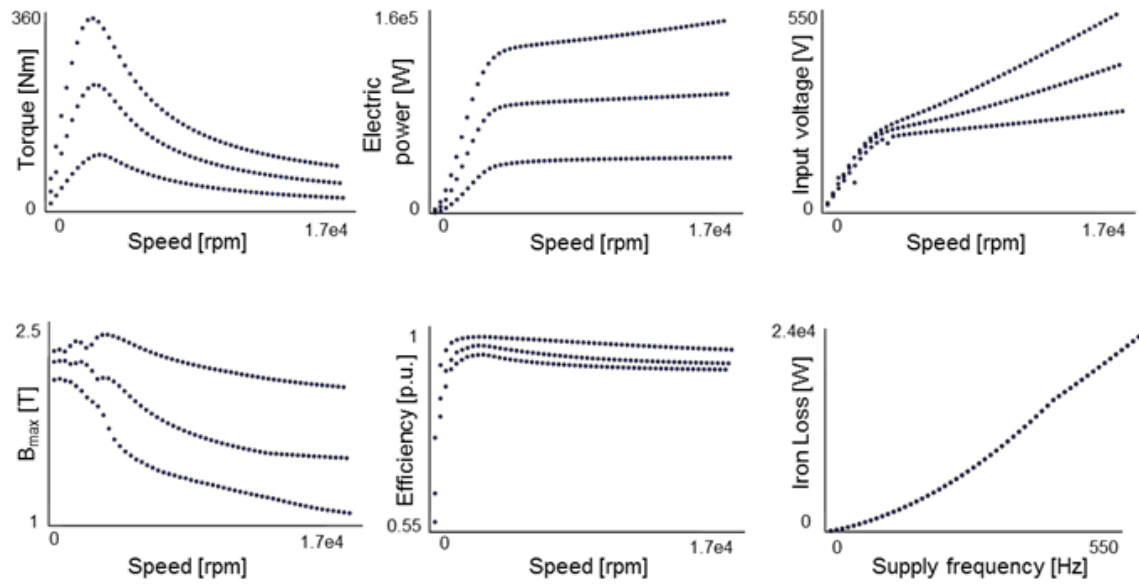 360
Torque [Nm]
0
0
1.7e4
Speed [rpm]
1.6e5
Electric
power [W]
0
0
1.7e4
Speed [rpm]
550
Input voltage [V]
0
0
1.7e4
Speed [rpm]
2.5
Bmax [T]
1
0
1.7e4
Speed [rpm]
1
Efficiency [p.u.]
0.55
0
1.7e4
Speed [rpm]
2.4e4
Iron Loss [W]
0
0
550
Supply frequency [Hz]